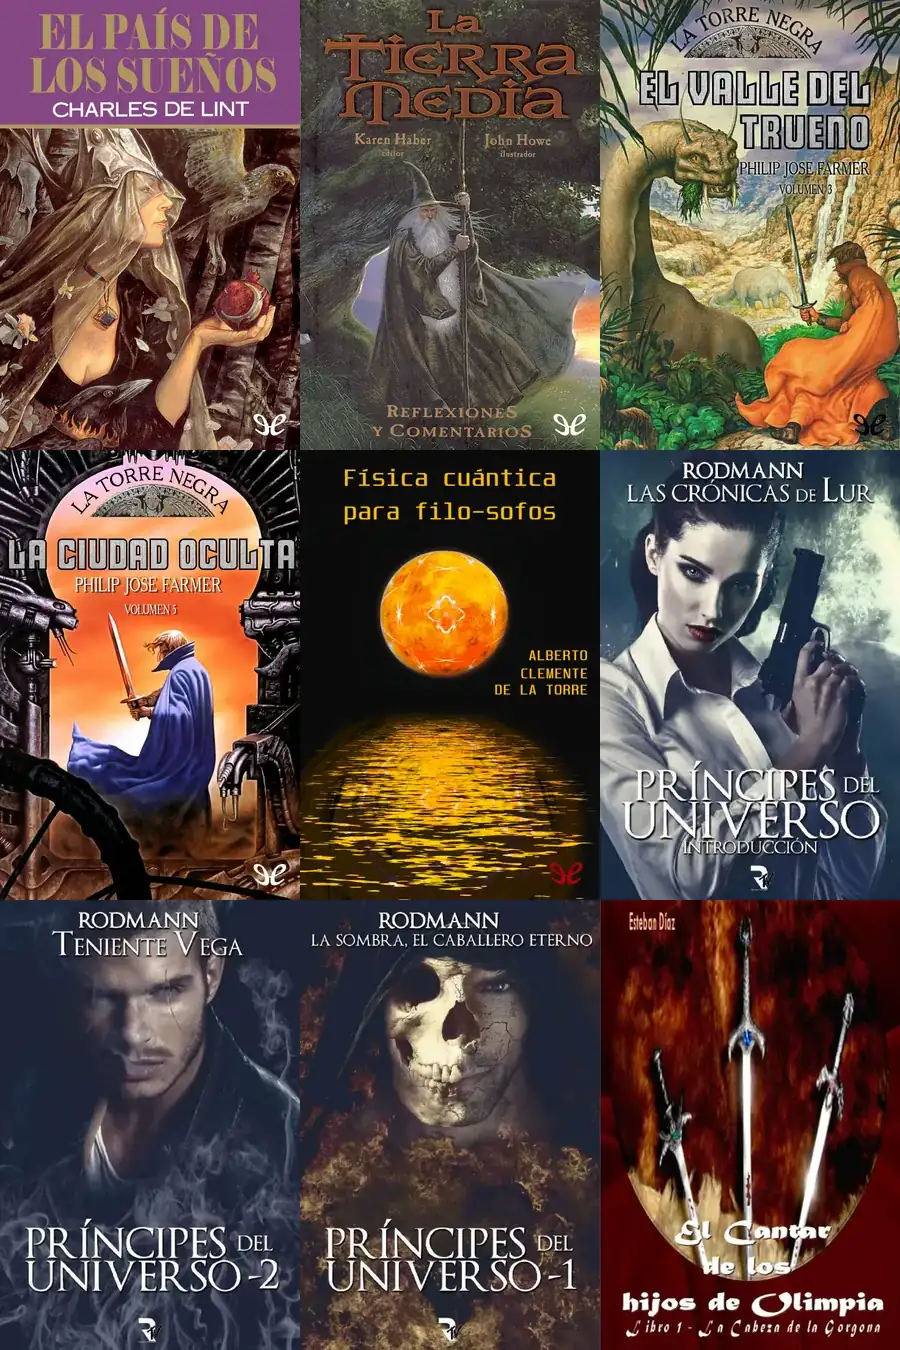 EL PAÍS DE
LOS SUEÑOS
CHARLES DE LINT
La
Tierra
Media
Karen Haber
editor
John Howe
ilustrador
REFLEXIONES
Y COMENTARIOS
LA TORRE NEGRA
EL VALLE DEL
TRUENO
PHILIP JOSE FARMER
VOLUMEN 3
LA TORRE NEGRA
LA CIUDAD OCULTA
PHILIP JOSE FARMER
VOLUMEN 5
Física cuántica
para filo-sofos
ALBERTO
CLEMENTE
DE LA TORRE
RODMANN
LAS CRÓNICAS DE LUR
PRÍNCIPES DEL
UNIVERSO
INTRODUCCIÓN
RODMANN
TENIENTE VEGA
PRÍNCIPES DEL
UNIVERSO-2
RODMANN
LA SOMBRA, EL CABALLERO ETERNO
PRÍNCIPES DEL
UNIVERSO-1
Esteban Díaz
El Cantar
de los
hijos de Olimpia
Libro 1 - La Cabeza de la Gorgona